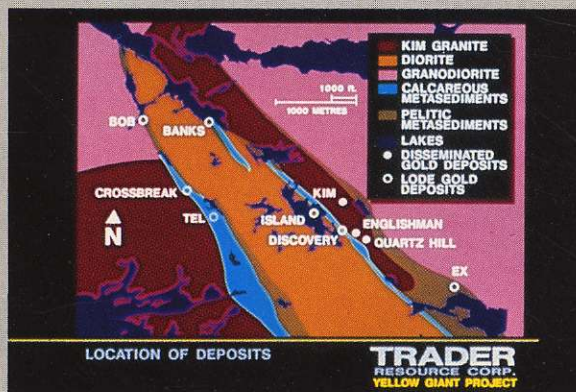 KIM GRANITE
DIORITE
GRANODIORITE
CALCAREOUS
METASEDIMENTS
PELITIC
METASEDIMENTS
LAKES
DISSEMINATED
GOLD DEPOSITS
LODE GOLD
DEPOSITS
1000 ft.
1000 METRES
BOB
BANKS
CROSSBREAK
TEL
N
KIM
ISLAND
ENGLISHMAN
DISCOVERY
QUARTZ HILL
EX
LOCATION OF DEPOSITS
TRADER
RESOURCE CORP.
YELLOW GIANT PROJECT